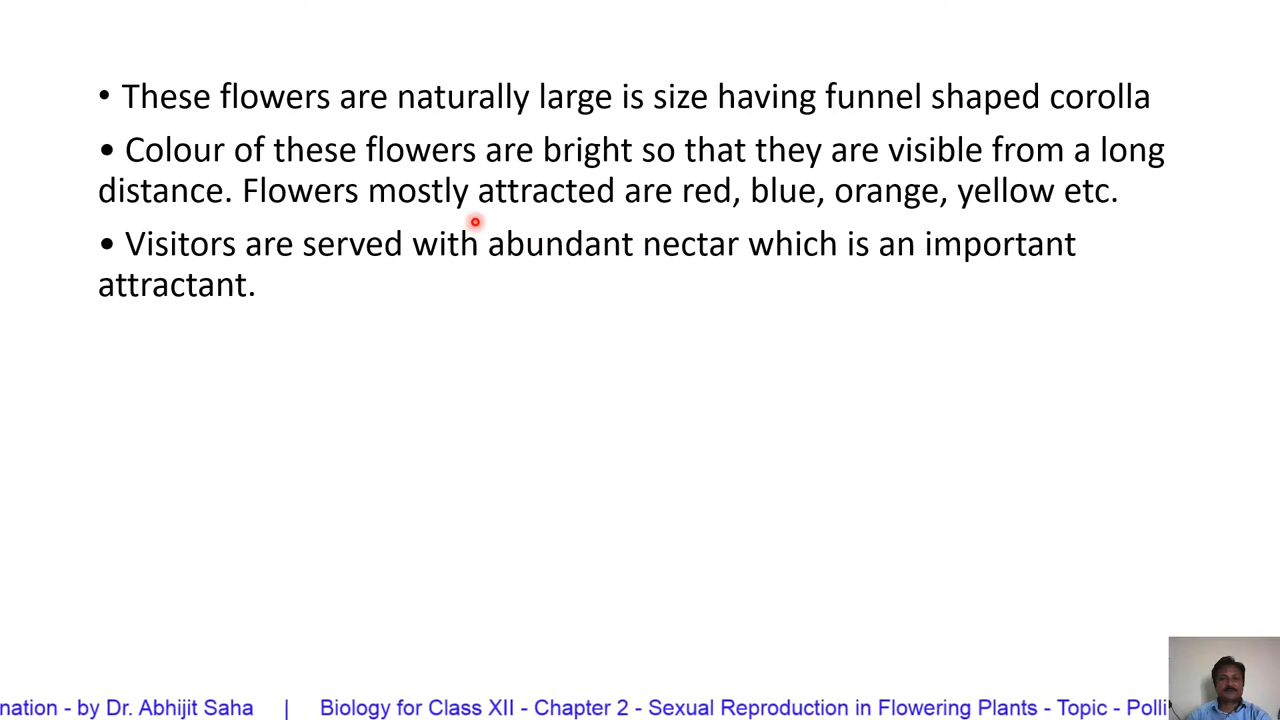 • These flowers are naturally large is size having funnel shaped corolla
• Colour of these flowers are bright so that they are visible from a long
distance. Flowers mostly attracted are red, blue, orange, yellow etc.
• Visitors are served with abundant nectar which is an important
attractant.
nation - by Dr. Abhijit Saha | Biology for Class XII - Chapter 2 - Sexual Reproduction in Flowering Plants - Topic - Polli